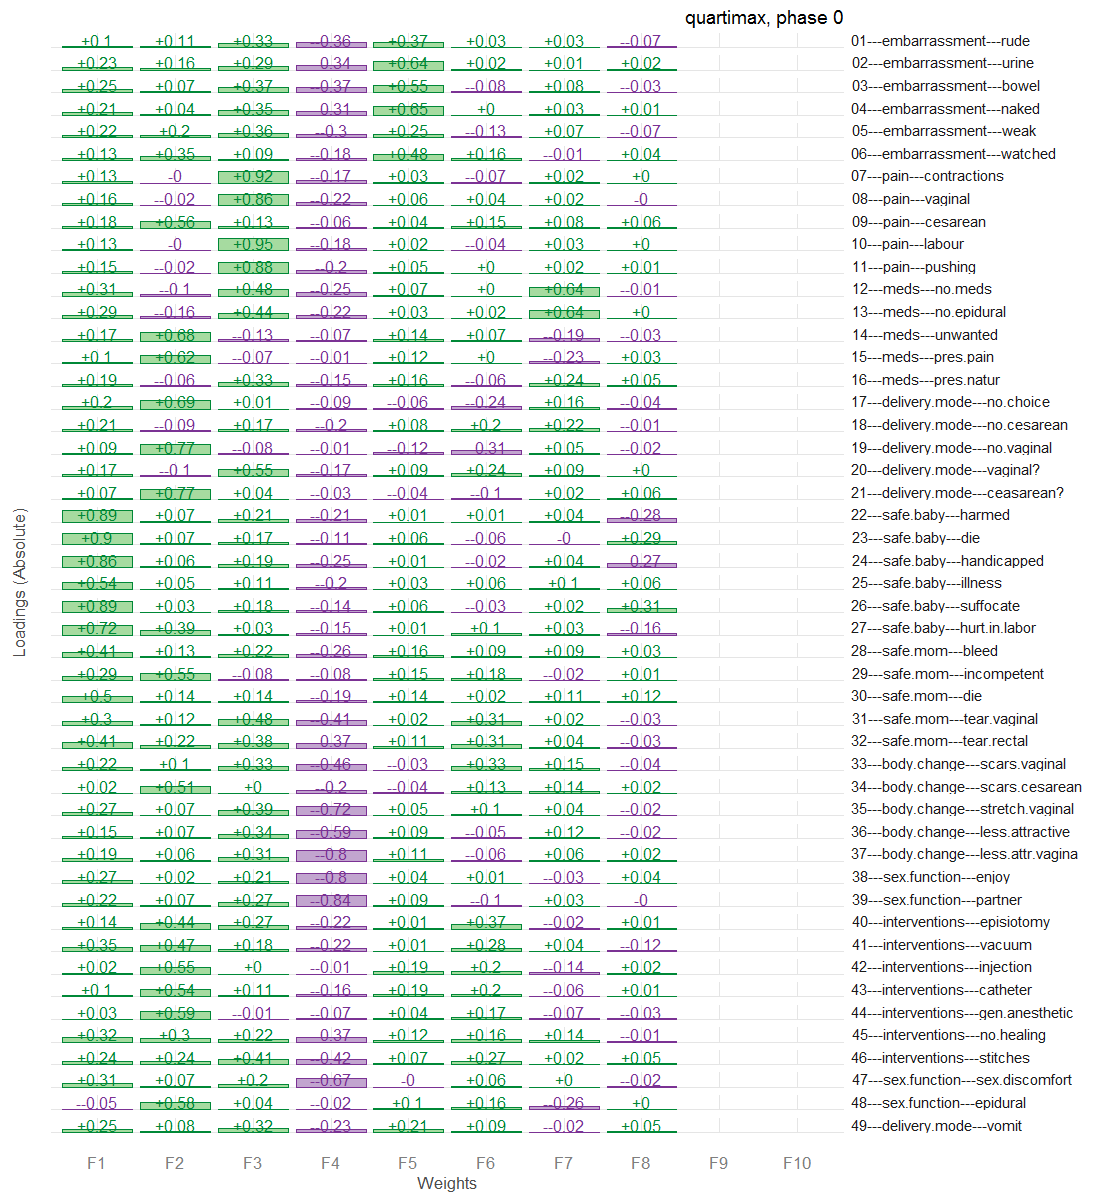 quartimax, phase 0
+0.1 +0.11 +0.33 --0.36 +0.37 +0.03 +0.03 --0.07 01---embarrassment---rude
+0.23 +0.16 +0.29 --0.34 +0.64 +0.02 +0.01 +0.02 02---embarrassment---urine
+0.25 +0.07 +0.37 --0.37 +0.55 --0.08 +0.08 --0.03 03---embarrassment---bowel
+0.21 +0.04 +0.35 --0.31 +0.65 +0 +0.03 +0.01 04---embarrassment---naked
+0.22 +0.2 +0.36 --0.3 +0.25 --0.13 +0.07 --0.07 05---embarrassment---weak
+0.13 +0.35 +0.09 --0.18 +0.48 +0.16 --0.01 +0.04 06---embarrassment---watched
+0.13 -0 +0.92 --0.17 +0.03 --0.07 +0.02 +0 07---pain---contractions
+0.16 --0.02 +0.86 --0.22 +0.06 +0.04 +0.02 -0 08---pain---vaginal
+0.18 +0.56 +0.13 --0.06 +0.04 +0.15 +0.08 +0.06 09---pain---cesarean
+0.13 -0 +0.95 --0.18 +0.02 --0.04 +0.03 +0 10---pain---labour
+0.15 --0.02 +0.88 --0.2 +0.05 +0 +0.02 +0.01 11---pain---pushing
+0.31 --0.1 +0.48 --0.25 +0.07 +0 +0.64 --0.01 12---meds---no.meds
+0.29 --0.16 +0.44 --0.22 +0.03 +0.02 +0.64 +0 13---meds---no.epidural
+0.17 +0.68 --0.13 --0.07 +0.14 +0.07 --0.19 --0.03 14---meds---unwanted
+0.1 +0.62 --0.07 --0.01 +0.12 +0 --0.23 +0.03 15---meds---pres.pain
+0.19 --0.06 +0.33 --0.15 +0.16 --0.06 +0.24 +0.05 16---meds---pres.natur
+0.2 +0.69 +0.01 --0.09 --0.06 --0.24 +0.16 --0.04 17---delivery.mode---no.choice
+0.21 --0.09 +0.17 --0.2 +0.08 +0.2 +0.22 --0.01 18---delivery.mode---no.cesarean
+0.09 +0.77 --0.08 --0.01 --0.12 --0.31 +0.05 --0.02 19---delivery.mode---no.vaginal
+0.17 --0.1 +0.55 --0.17 +0.09 +0.24 +0.09 +0 20---delivery.mode---vaginal?
+0.07 +0.77 +0.04 --0.03 --0.04 --0.1 +0.02 +0.06 21---delivery.mode---ceasarean?
+0.89 +0.07 +0.21 --0.21 +0.01 +0.01 +0.04 --0.28 22---safe.baby---harmed
+0.9 +0.07 +0.17 --0.11 +0.06 --0.06 -0 +0.29 23---safe.baby---die
+0.86 +0.06 +0.19 --0.25 +0.01 --0.02 +0.04 --0.27 24---safe.baby---handicapped
+0.54 +0.05 +0.11 --0.2 +0.03 +0.06 +0.1 +0.06 25---safe.baby---illness
+0.89 +0.03 +0.18 --0.14 +0.06 --0.03 +0.02 +0.31 26---safe.baby---suffocate
+0.72 +0.39 +0.03 --0.15 +0.01 +0.1 +0.03 --0.16 27---safe.baby---hurt.in.labor
+0.41 +0.13 +0.22 --0.26 +0.16 +0.09 +0.09 +0.03 28---safe.mom---bleed
+0.29 +0.55 --0.08 --0.08 +0.15 +0.18 --0.02 +0.01 29---safe.mom---incompetent
+0.5 +0.14 +0.14 --0.19 +0.14 +0.02 +0.11 +0.12 30---safe.mom---die
+0.3 +0.12 +0.48 --0.41 +0.02 +0.31 +0.02 --0.03 31---safe.mom---tear.vaginal
+0.41 +0.22 +0.38 --0.37 +0.11 +0.31 +0.04 --0.03 32---safe.mom---tear.rectal
+0.22 +0.1 +0.33 --0.46 --0.03 +0.33 +0.15 --0.04 33---body.change---scars.vaginal
+0.02 +0.51 +0 --0.2 --0.04 +0.13 +0.14 +0.02 34---body.change---scars.cesarean
+0.27 +0.07 +0.39 --0.72 +0.05 +0.1 +0.04 --0.02 35---body.change---stretch.vaginal
+0.15 +0.07 +0.34 --0.59 +0.09 --0.05 +0.12 --0.02 36---body.change---less.attractive
+0.19 +0.06 +0.31 --0.8 +0.11 --0.06 +0.06 +0.02 37---body.change---less.attr.vagina
+0.27 +0.02 +0.21 --0.8 +0.04 +0.01 --0.03 +0.04 38---sex.function---enjoy
+0.22 +0.07 +0.27 --0.84 +0.09 --0.1 +0.03 -0 39---sex.function---partner
+0.14 +0.44 +0.27 --0.22 +0.01 +0.37 --0.02 +0.01 40---interventions---episiotomy
+0.35 +0.47 +0.18 --0.22 +0.01 +0.28 +0.04 --0.12 41---interventions---vacuum
+0.02 +0.55 +0 --0.01 +0.19 +0.2 --0.14 +0.02 42---interventions---injection
+0.1 +0.54 +0.11 --0.16 +0.19 +0.2 --0.06 +0.01 43---interventions---catheter
+0.03 +0.59 --0.01 --0.07 +0.04 +0.17 --0.07 --0.03 44---interventions---gen.anesthetic
+0.32 +0.3 +0.22 --0.37 +0.12 +0.16 +0.14 --0.01 45---interventions---no.healing
+0.24 +0.24 +0.41 --0.42 +0.07 +0.27 +0.02 +0.05 46---interventions---stitches
+0.31 +0.07 +0.2 --0.67 -0 +0.06 +0 --0.02 47---sex.function---sex.discomfort
--0.05 +0.58 +0.04 --0.02 +0.1 +0.16 --0.26 +0 48---sex.function---epidural
+0.25 +0.08 +0.32 --0.23 +0.21 +0.09 --0.02 +0.05 49---delivery.mode---vomit
F1 F2 F3 F4 F5 F6 F7 F8 F9 F10
Weights
Loadings (Absolute)